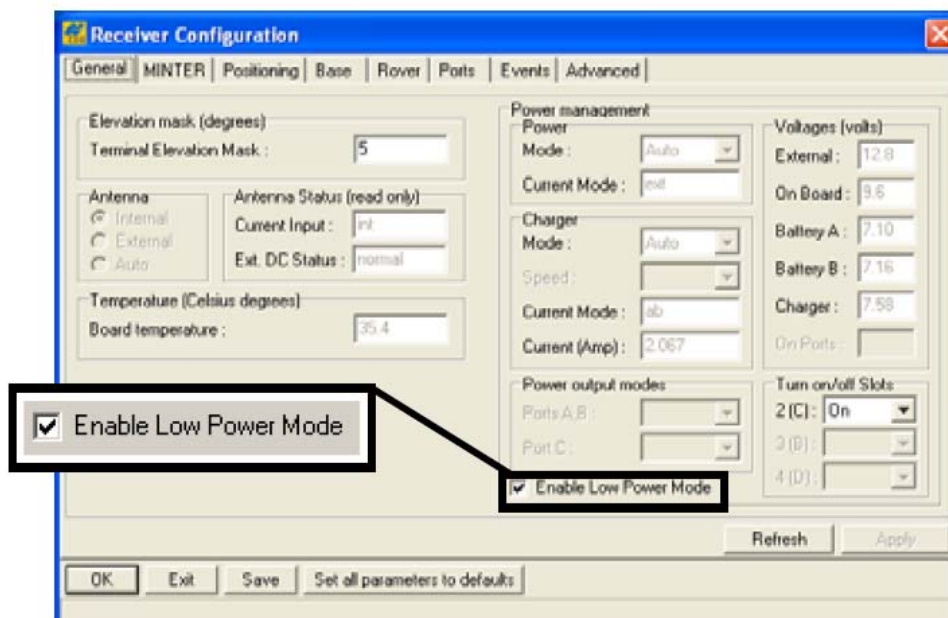 Receiver Configuration
General MINTER Positioning Base Rover Ports Events Advanced
Elevation mask (degrees)
Terminal Elevation Mask : 5
Antenna
Internal
External
Auto
Antenna Status (read only)
Current Input : int
Ext. DC Status : normal
Temperature (Celsius degrees)
Board temperature : 35.4
Power management
Power
Mode : Auto
Current Mode : ext
Charger
Mode : Auto
Speed :
Current Mode : ab
Current (Amp) : 2.067
Power output modes
Ports A,B :
Port C :
Enable Low Power Mode
Voltages (volts)
External : 12.8
On Board : 9.6
Battery A : 7.10
Battery B : 7.16
Charger : 7.58
On Ports :
Turn on/off Slots
2 (C) : On
3 (B) :
4 (D) :
Enable Low Power Mode
Refresh Apply
OK Exit Save Set all parameters to defaults